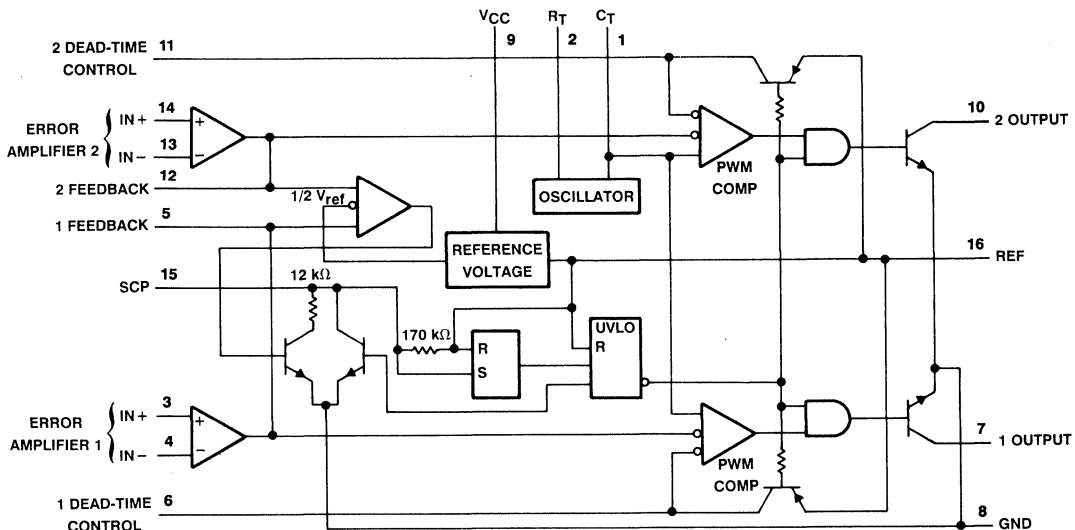 VCC RT CT
9 2 1
2 DEAD-TIME 11
CONTROL
14
ERROR IN+
AMPLIFIER 2 IN−
13
+
−
12
2 FEEDBACK
1/2 Vref
5
1 FEEDBACK
15
SCP
12 kΩ
OSCILLATOR
REFERENCE
VOLTAGE
PWM
COMP
10
2 OUTPUT
16
REF
170 kΩ
R
S
UVLO
R
3
ERROR IN+
AMPLIFIER 1 IN−
4
+
−
PWM
COMP
7
1 OUTPUT
1 DEAD-TIME 6
CONTROL
8
GND